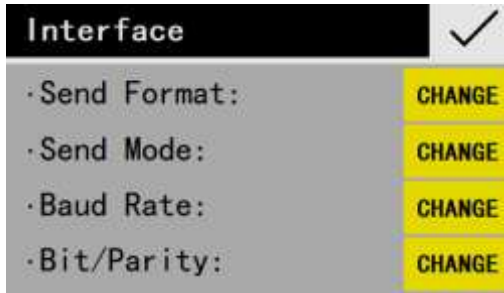 Interface
·Send Format: CHANGE
·Send Mode: CHANGE
·Baud Rate: CHANGE
·Bit/Parity: CHANGE